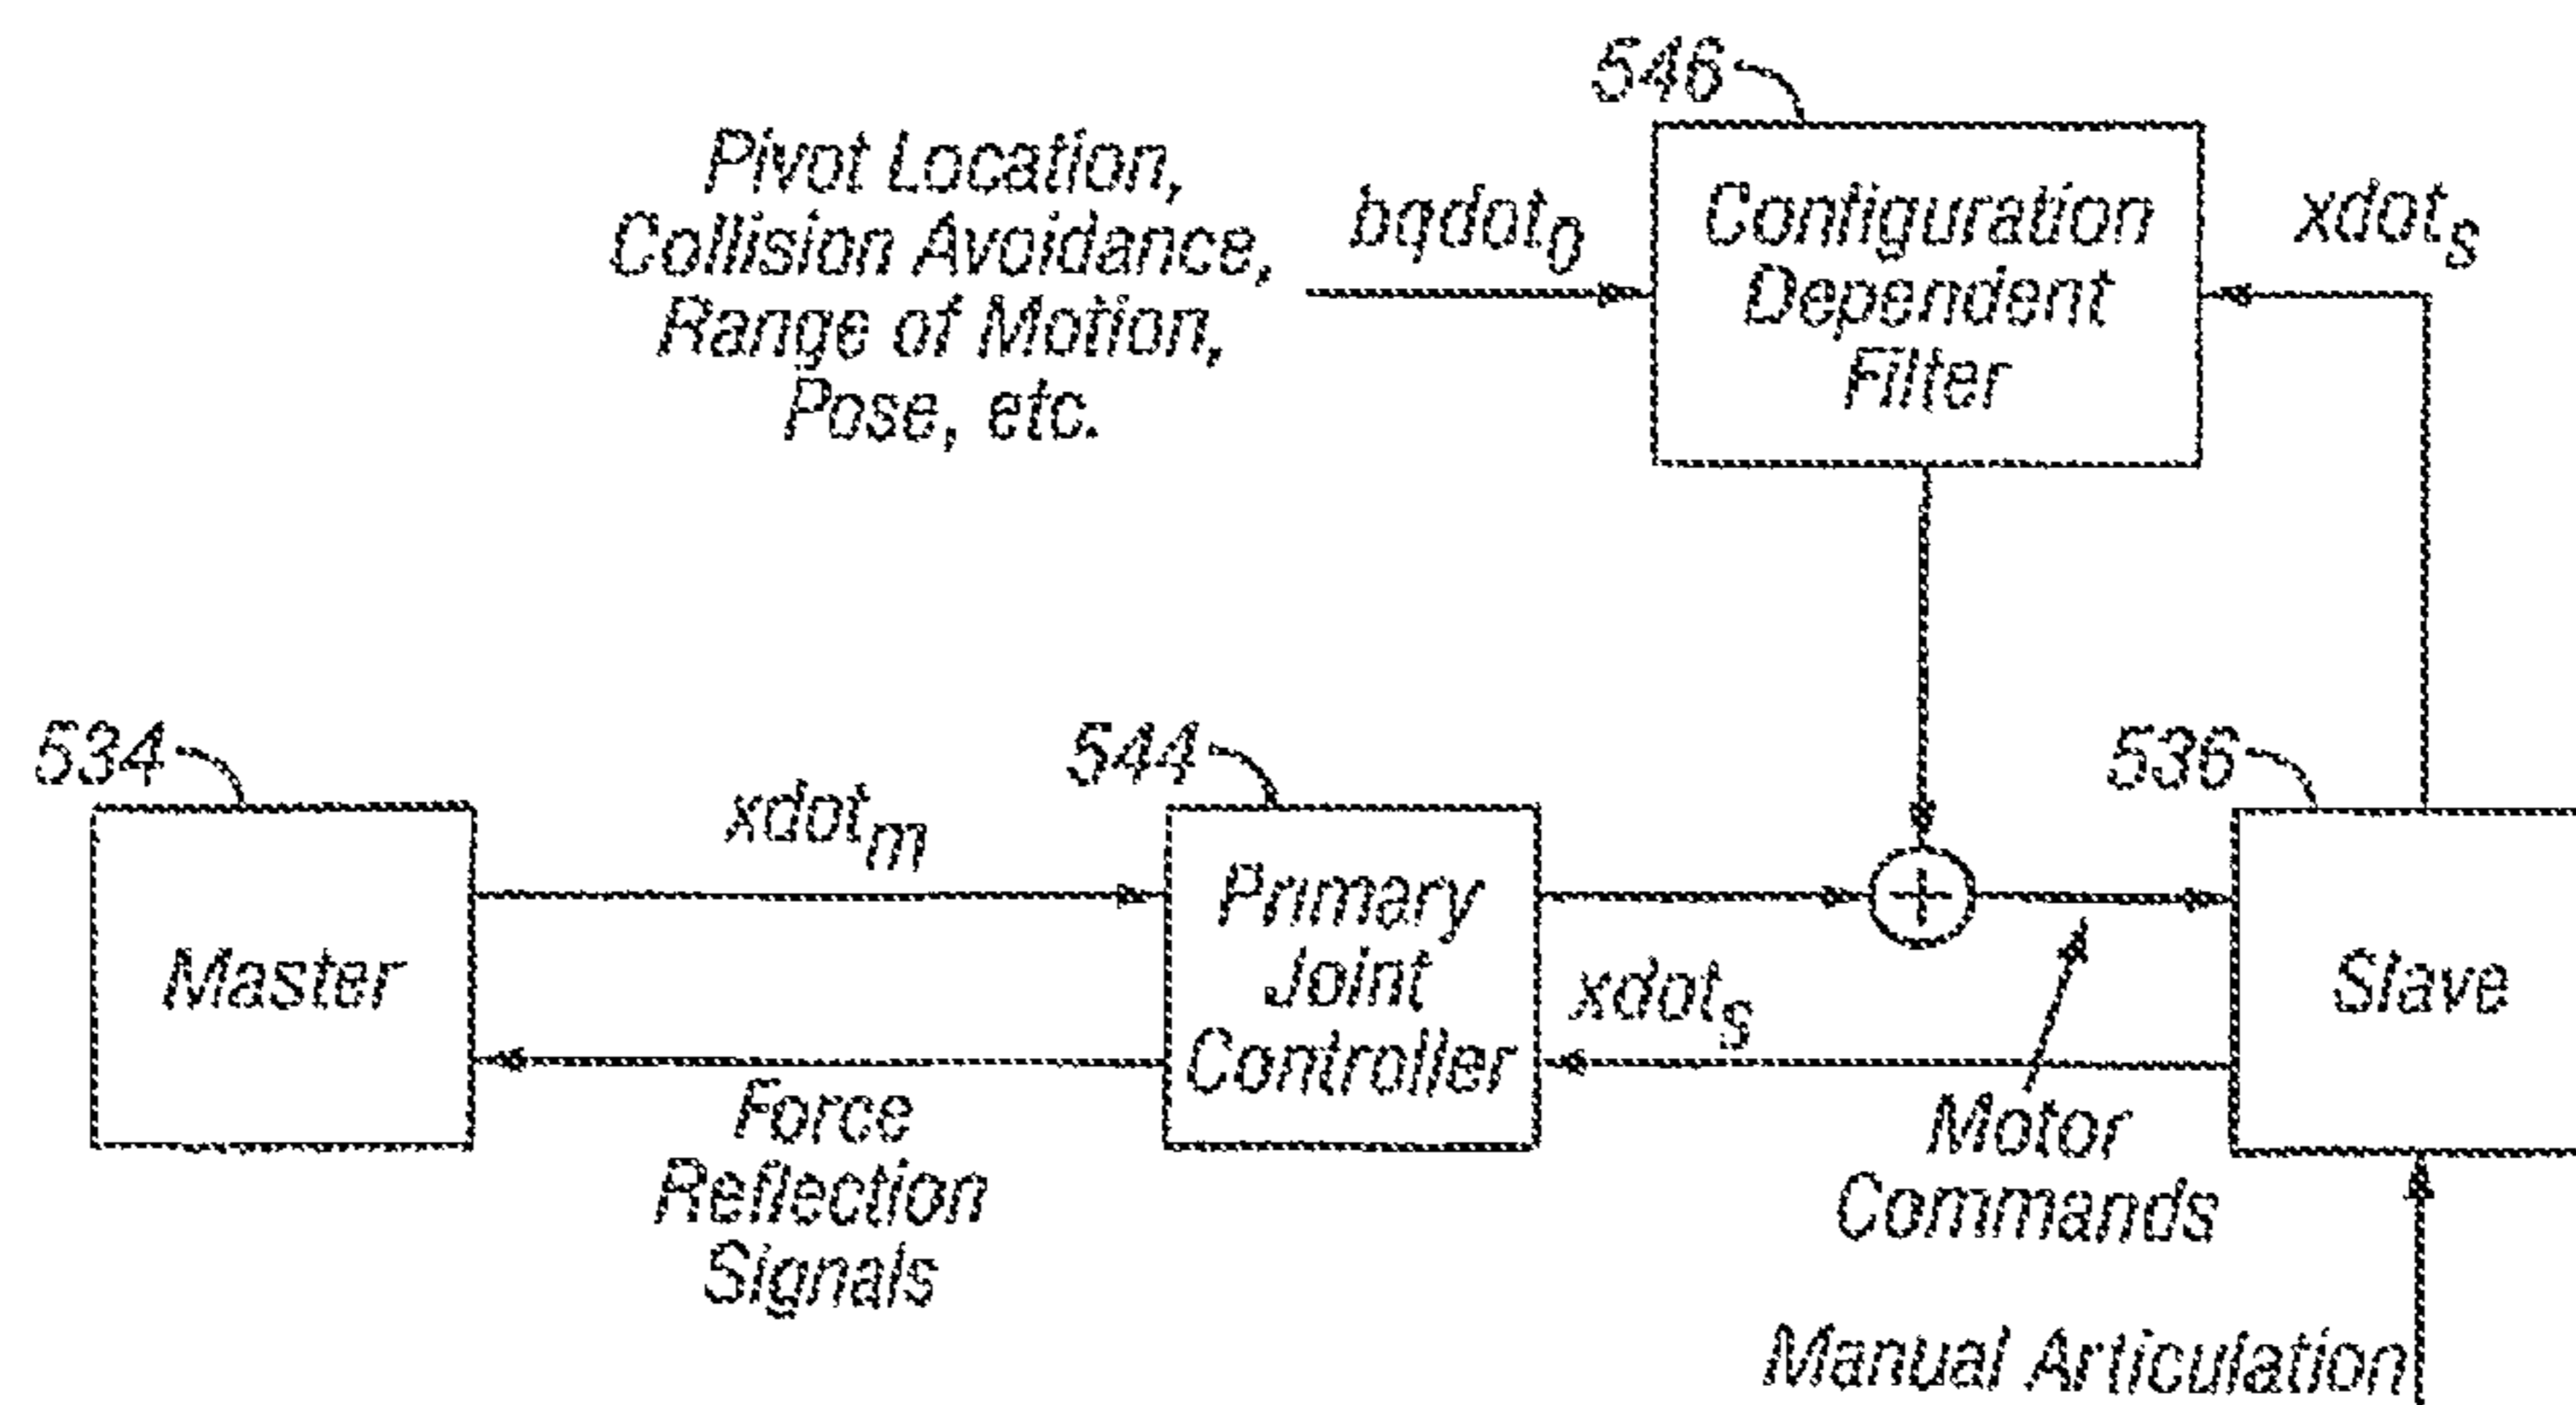 546
Pivot Location,
Collision Avoidance,
Range of Motion,
Pose, etc.
bqdot0
Configuration
Dependent
Filter
xdots
534
Master
xdotm
Force
Reflection
Signals
544
Primary
Joint
Controller
xdots
Motor
Commands
536
Slave
Manual Articulation